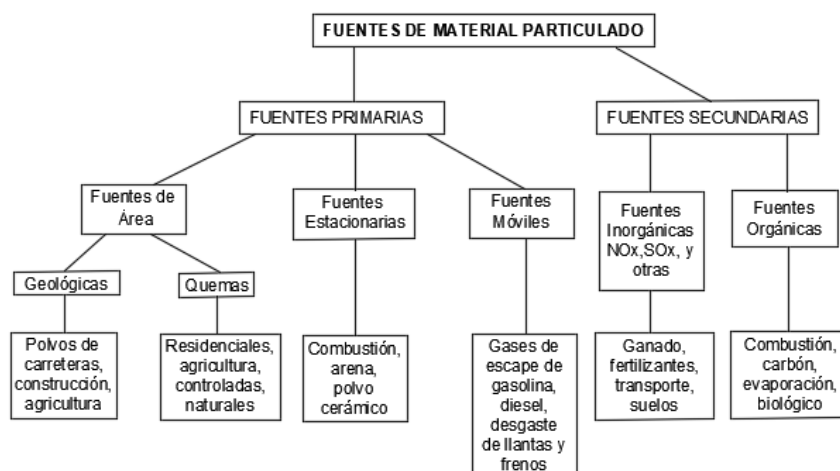 FUENTES DE MATERIAL PARTICULADO
FUENTES PRIMARIAS
FUENTES SECUNDARIAS
Fuentes de
Área
Fuentes
Estacionarias
Fuentes
Móviles
Fuentes
Inorgánicas
NOx,SOx, y
otras
Fuentes
Orgánicas
Geológicas
Quemas
Polvos de
carreteras,
construcción,
agricultura
Residenciales,
agricultura,
controladas,
naturales
Combustión,
arena,
polvo
cerámico
Gases de
escape de
gasolina,
diesel,
desgaste
de llantas y
frenos
Ganado,
fertilizantes,
transporte,
suelos
Combustión,
carbón,
evaporación,
biológico